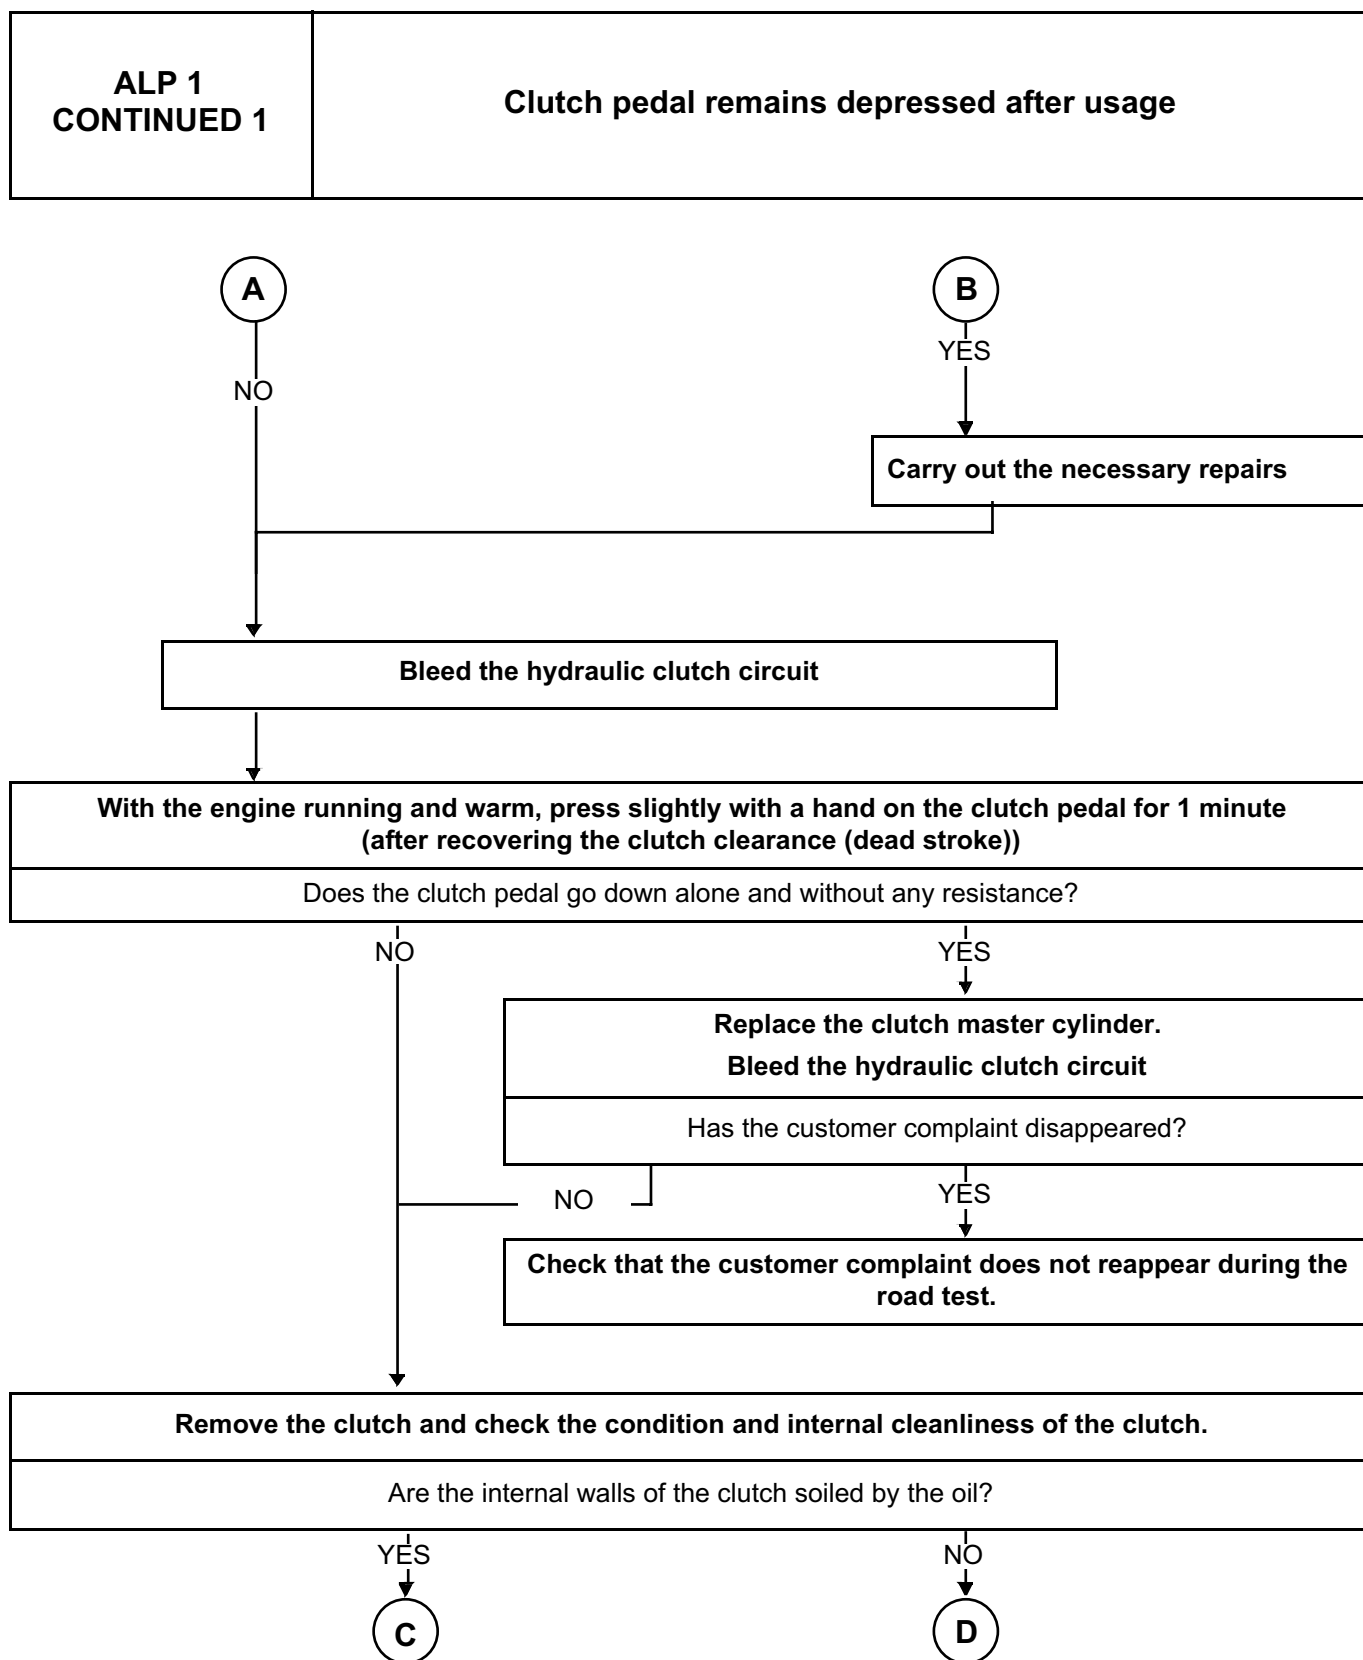 ALP 1
CONTINUED 1
Clutch pedal remains depressed after usage
A
B
YES
NO
Carry out the necessary repairs
Bleed the hydraulic clutch circuit
With the engine running and warm, press slightly with a hand on the clutch pedal for 1 minute
(after recovering the clutch clearance (dead stroke))
Does the clutch pedal go down alone and without any resistance?
NO
YES
Replace the clutch master cylinder.
Bleed the hydraulic clutch circuit
Has the customer complaint disappeared?
NO
YES
Check that the customer complaint does not reappear during the
road test.
Remove the clutch and check the condition and internal cleanliness of the clutch.
Are the internal walls of the clutch soiled by the oil?
YES
NO
C
D